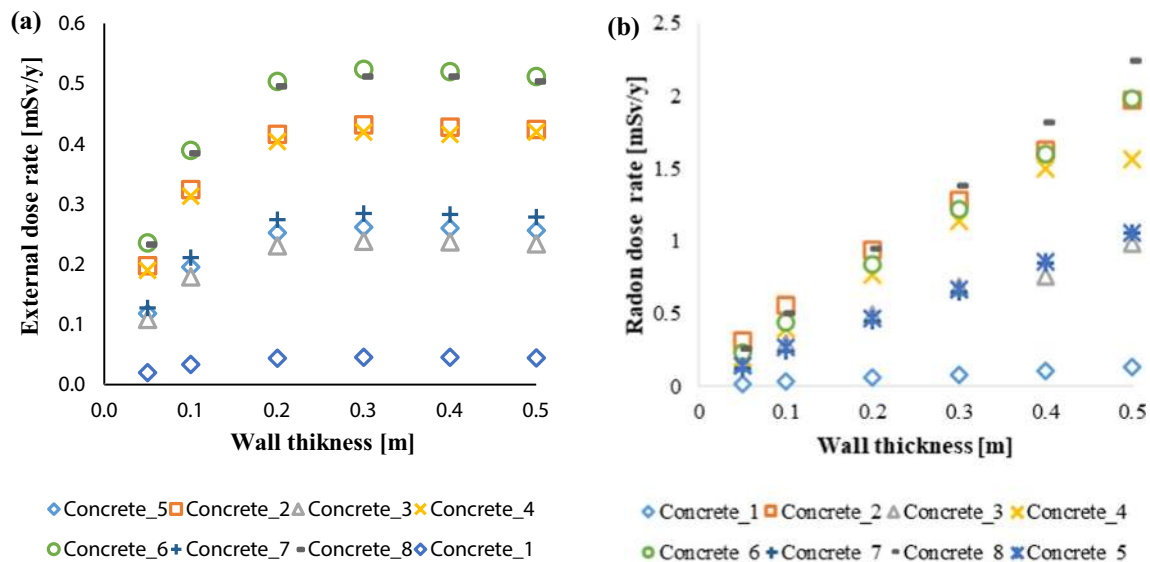 (a)
External dose rate [mSv/y]
0.6
0.5
0.4
0.3
0.2
0.1
0.0
0.0 0.1 0.2 0.3 0.4 0.5
Wall thikness [m]
Concrete_5 Concrete_2 Concrete_3 Concrete_4
Concrete_6 Concrete_7 Concrete_8 Concrete_1
(b)
Radon dose rate [mSv/y]
2.5
2
1.5
1
0.5
0
0 0.1 0.2 0.3 0.4 0.5
Wall thickness [m]
Concrete_1 Concrete_2 Concrete_3 Concrete_4
Concrete 6 Concrete 7 Concrete 8 Concrete 5